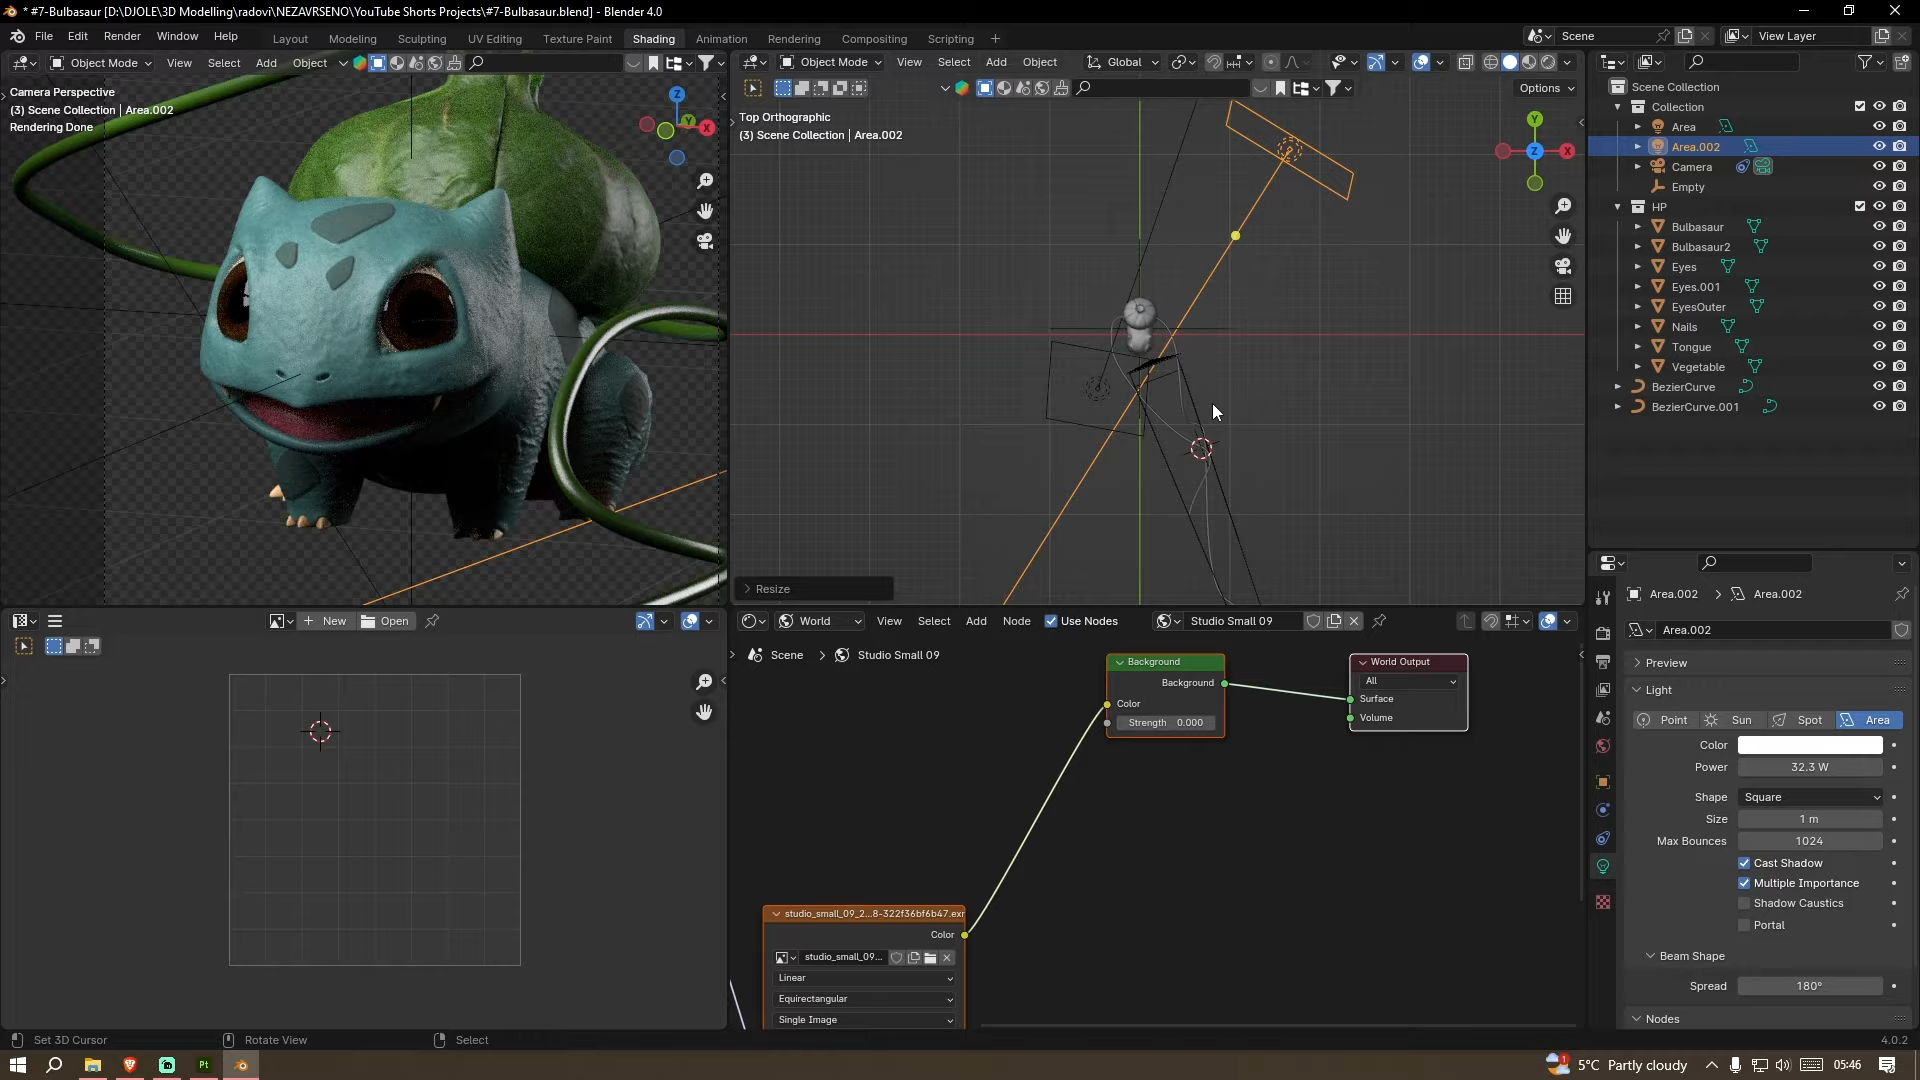 * #7-Bulbasaur [D:\DJOLE\3D Modelling\radovi\NEZAVRSENO\YouTube Shorts Projects\#7-Bulbasaur.blend] - Blender 4.0
File Edit Render Window Help Layout Modeling Sculpting UV Editing Texture Paint Shading Animation Rendering Compositing Scripting + Scene View Layer
Object Mode View Select Add Object
Object Mode View Select Add Object Global
Options
Camera Perspective
(3) Scene Collection | Area.002
Rendering Done
Z
Y
X
Top Orthographic
(3) Scene Collection | Area.002
Y
Z
X
Resize
Scene Collection
Collection
Area
Area.002
Camera
Empty
HP
Bulbasaur
Bulbasaur2
Eyes
Eyes.001
EyesOuter
Nails
Tongue
Vegetable
BezierCurve
BezierCurve.001
New Open
World View Select Add Node Use Nodes Studio Small 09
Scene > Studio Small 09
Background
Background
Color
Strength 0.000
World Output
All
Surface
Volume
studio_small_09_2...8-322f36bf6b47.exr
Color
studio_small_09...
Linear
Equirectangular
Single Image
Area.002 > Area.002
Area.002
Preview
Light
Point Sun Spot Area
Color
Power 32.3 W
Shape Square
Size 1 m
Max Bounces 1024
Cast Shadow
Multiple Importance
Shadow Caustics
Portal
Beam Shape
Spread 180°
Nodes
Set 3D Cursor Rotate View Select 4.0.2
Pt 1 5°C Partly cloudy 05:46